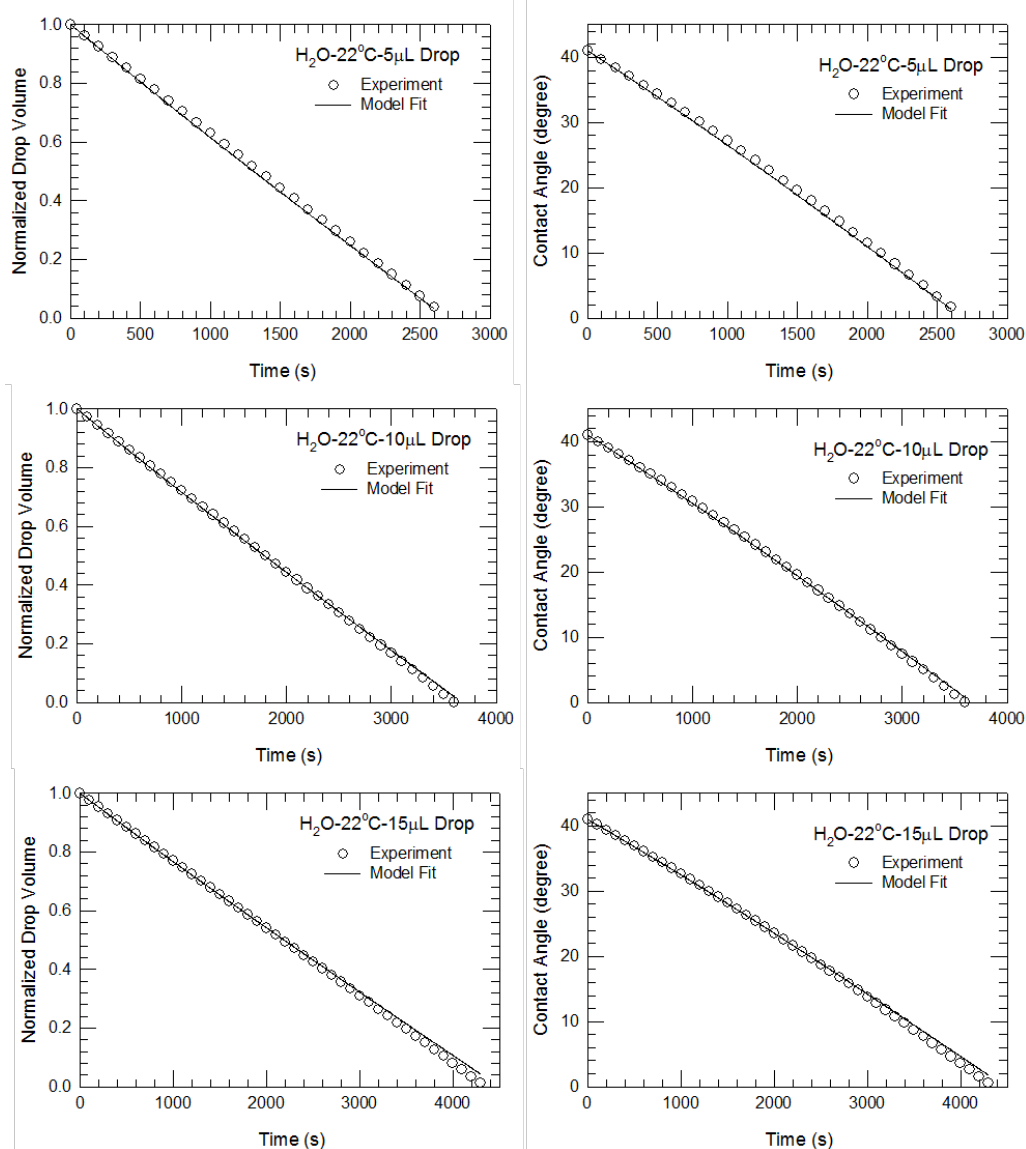 H2O-22°C-5μL Drop
Experiment
Model Fit
Normalized Drop Volume
1.0
0.8
0.6
0.4
0.2
0.0
0 500 1000 1500 2000 2500 3000
Time (s)
H2O-22°C-5μL Drop
Experiment
Model Fit
Contact Angle (degree)
40
30
20
10
0
0 500 1000 1500 2000 2500 3000
Time (s)
H2O-22°C-10μL Drop
Experiment
Model Fit
Normalized Drop Volume
1.0
0.8
0.6
0.4
0.2
0.0
0 1000 2000 3000 4000
Time (s)
H2O-22°C-10μL Drop
Experiment
Model Fit
Contact Angle (degree)
40
30
20
10
0
0 1000 2000 3000 4000
Time (s)
H2O-22°C-15μL Drop
Experiment
Model Fit
Normalized Drop Volume
1.0
0.8
0.6
0.4
0.2
0.0
0 1000 2000 3000 4000
Time (s)
H2O-22°C-15μL Drop
Experiment
Model Fit
Contact Angle (degree)
40
30
20
10
0
0 1000 2000 3000 4000
Time (s)